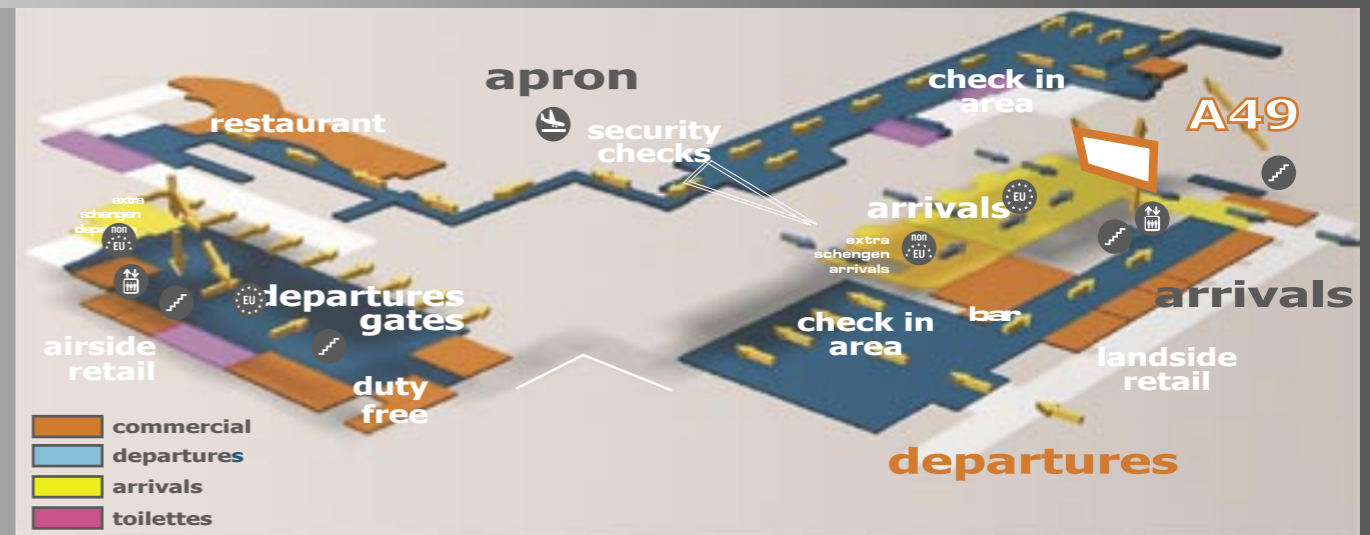 apron
check in
area
A49
restaurant
security
checks
extra
schengen
non
EU
arrivals
EU
extra
schengen
arrivals
non
EU
EU
departures
gates
check in
area
bar
arrivals
airside
retail
landside
retail
duty
free
departures
commercial
departures
arrivals
toilettes